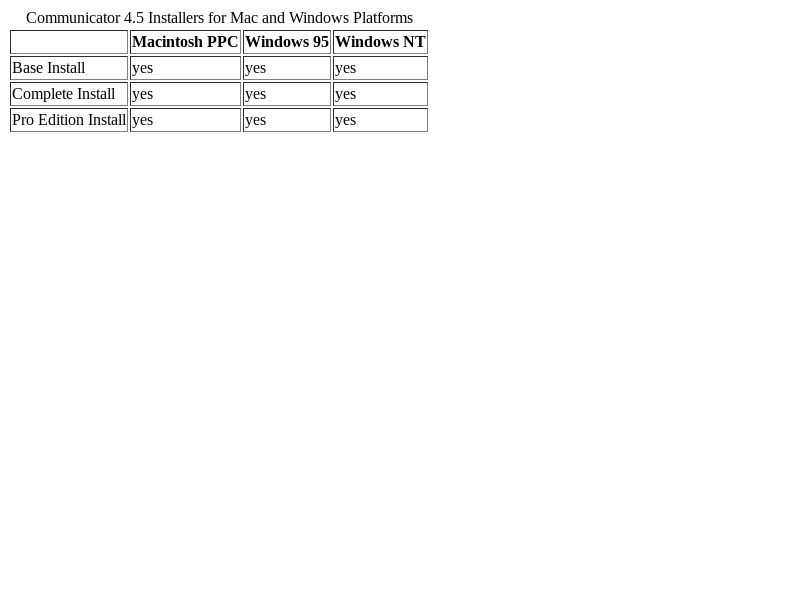 Communicator 4.5 Installers for Mac and Windows Platforms
Macintosh PPC Windows 95 Windows NT
Base Install yes yes yes
Complete Install yes yes yes
Pro Edition Install yes yes yes